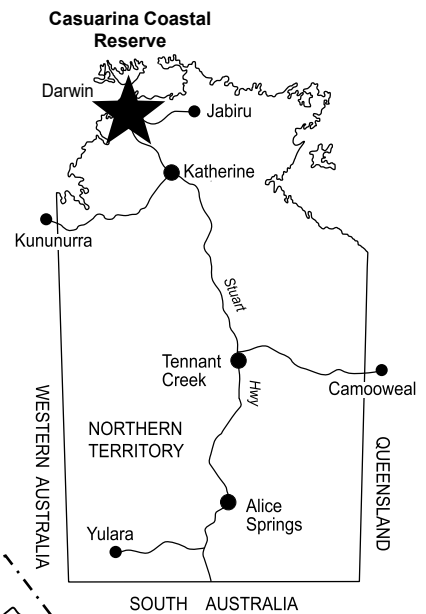 Casuarina Coastal
Reserve
Darwin
Jabiru
Katherine
Kununurra
Stuart
Tennant
Creek
Hwy
Camooweal
WESTERN AUSTRALIA
NORTHERN
TERRITORY
QUEENSLAND
Alice
Springs
Yulara
SOUTH AUSTRALIA